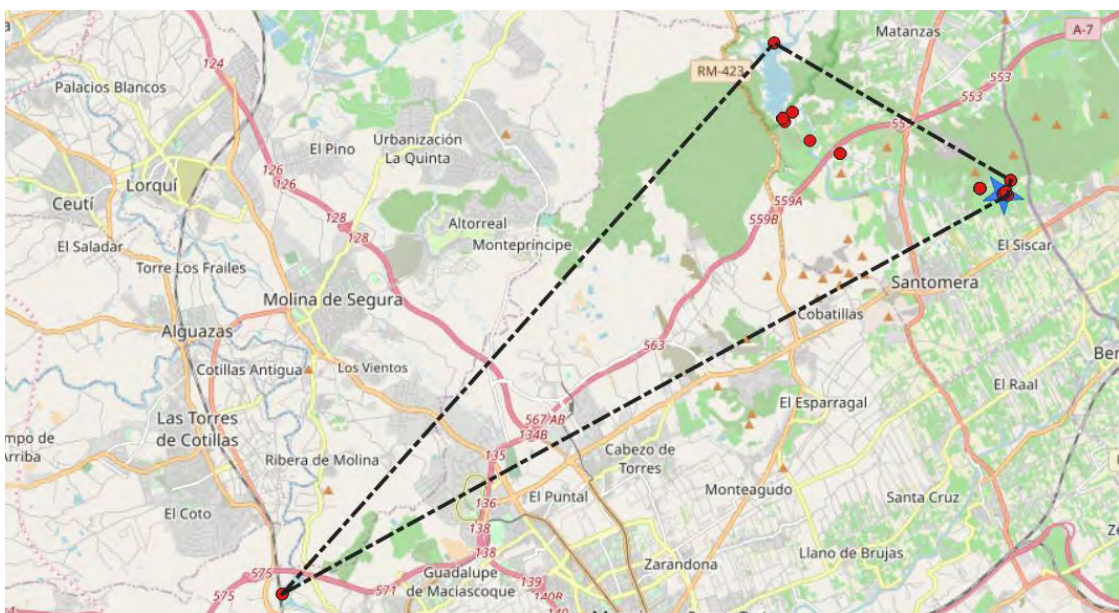 Matanzas
A-7
124
RM-423
553
553
Palacios Blancos
Urbanización
La Quinta
El Pino
126
126
Lorquí
Ceutí
559A
559B
128
128
Altorreal
Montepríncipe
El Saladar
Torre Los Frailes
El Siscar
Santomera
Molina de Segura
Cobatillas
Alguazas
563
Cotillas Antigua
Los Vientos
El Raal
El Esparragal
Las Torres
de Cotillas
567 AB
134B
135
Cabezo de
Torres
Ribera de Molina
Monteagudo
El Puntal
Santa Cruz
El Coto
136
138
138
Llano de Brujas
Zarandona
575
575
571
Guadalupe
de Maciascoque
139
140B